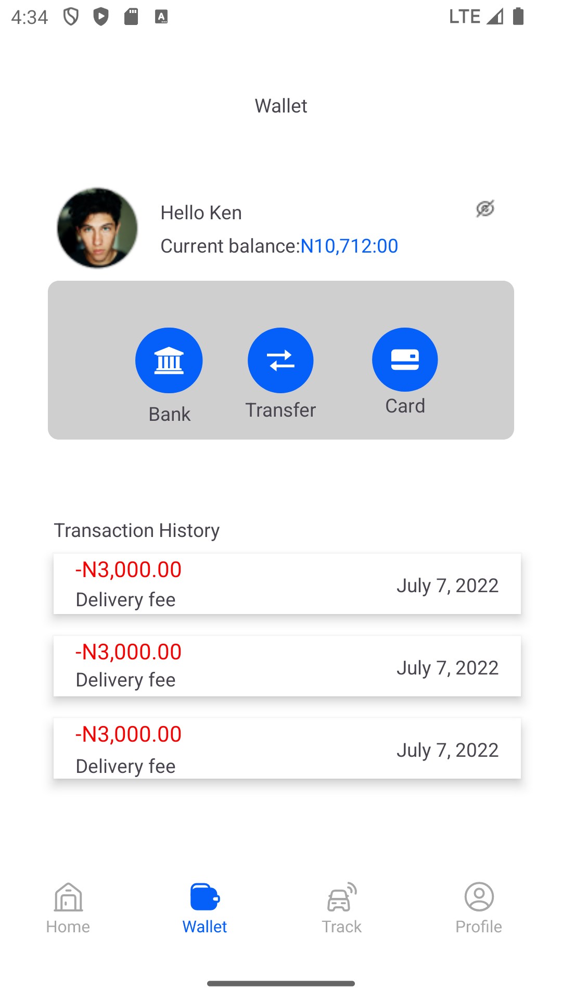 4:34 A LTE
Wallet
Hello Ken
Current balance:N10,712:00
Bank Transfer Card
Transaction History
-N3,000.00
Delivery fee July 7, 2022
-N3,000.00
Delivery fee July 7, 2022
-N3,000.00
Delivery fee July 7, 2022
Home Wallet Track Profile